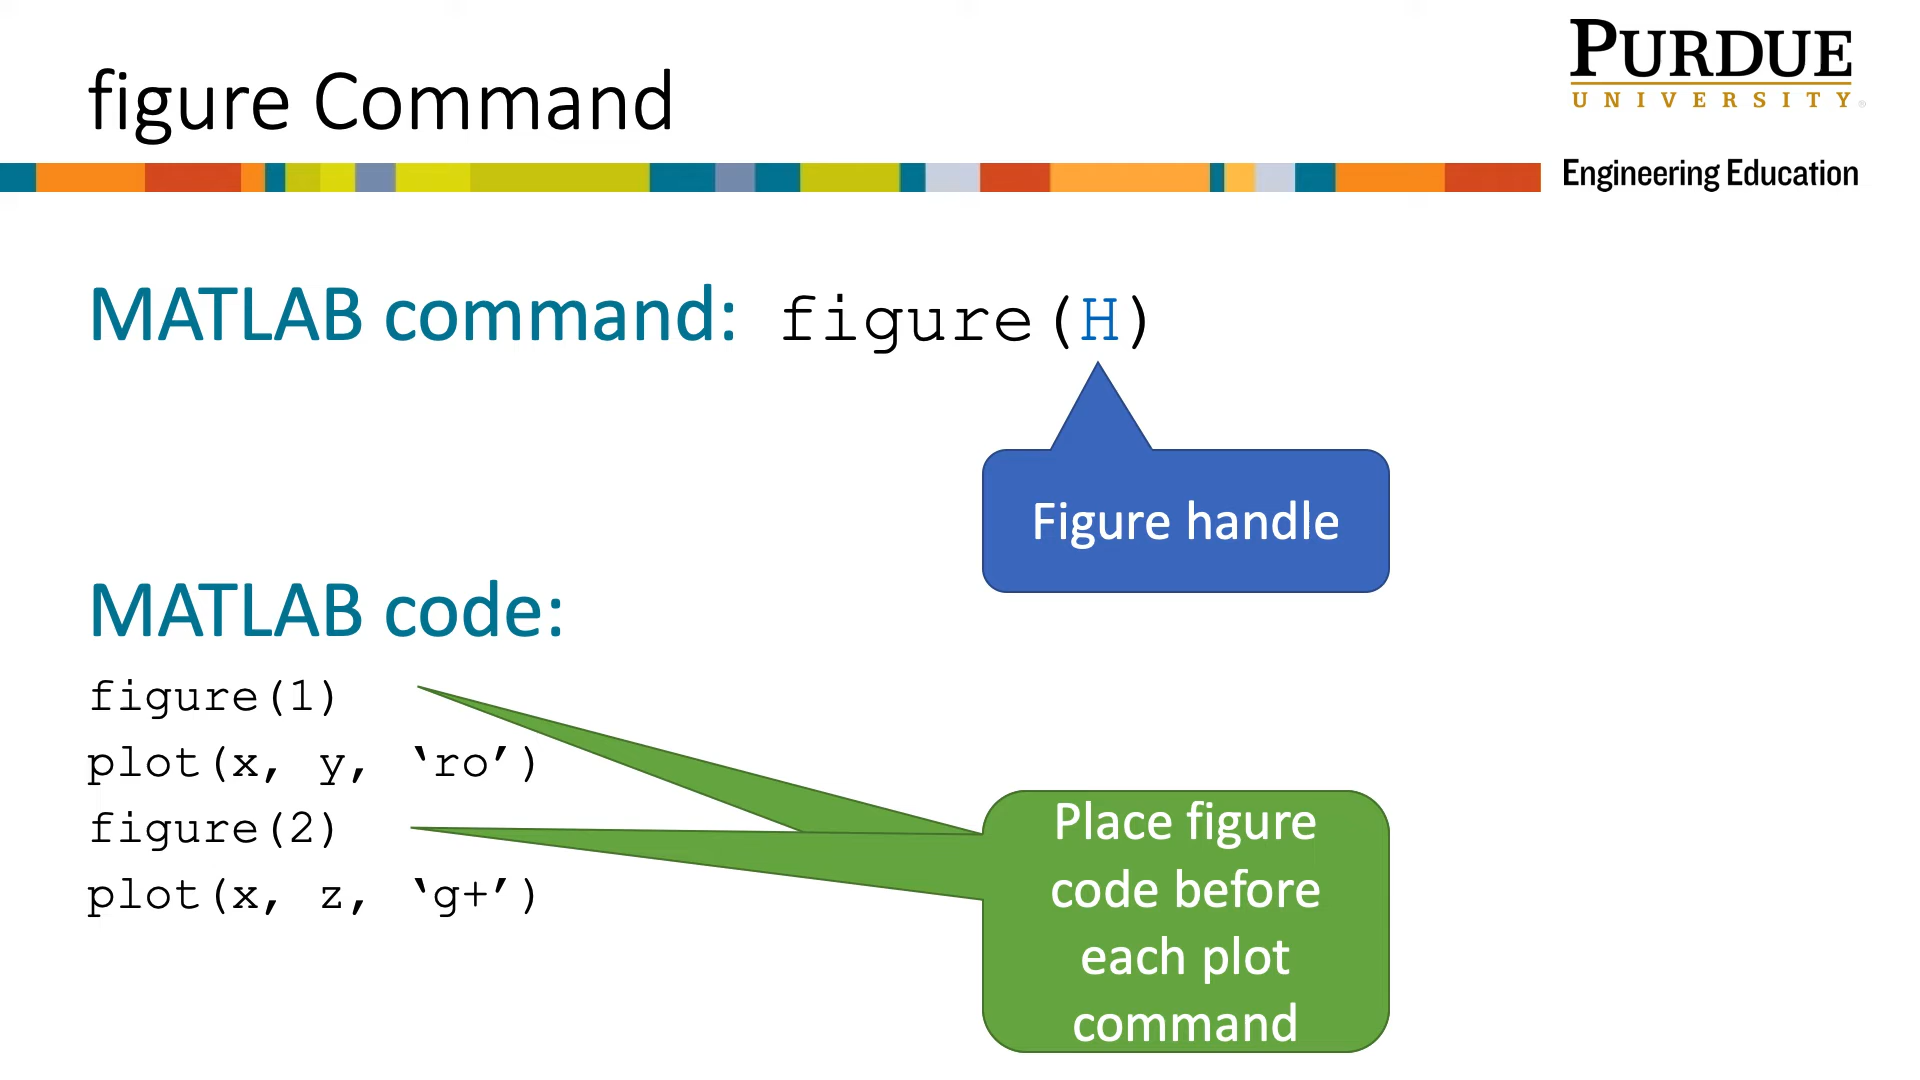 PURDUE
UNIVERSITY®
figure Command
Engineering Education
MATLAB command: figure(H)
Figure handle
MATLAB code:
figure(1)
plot(x, y, ‘ro’)
figure(2)
plot(x, z, ‘g+’)
Place figure
code before
each plot
command